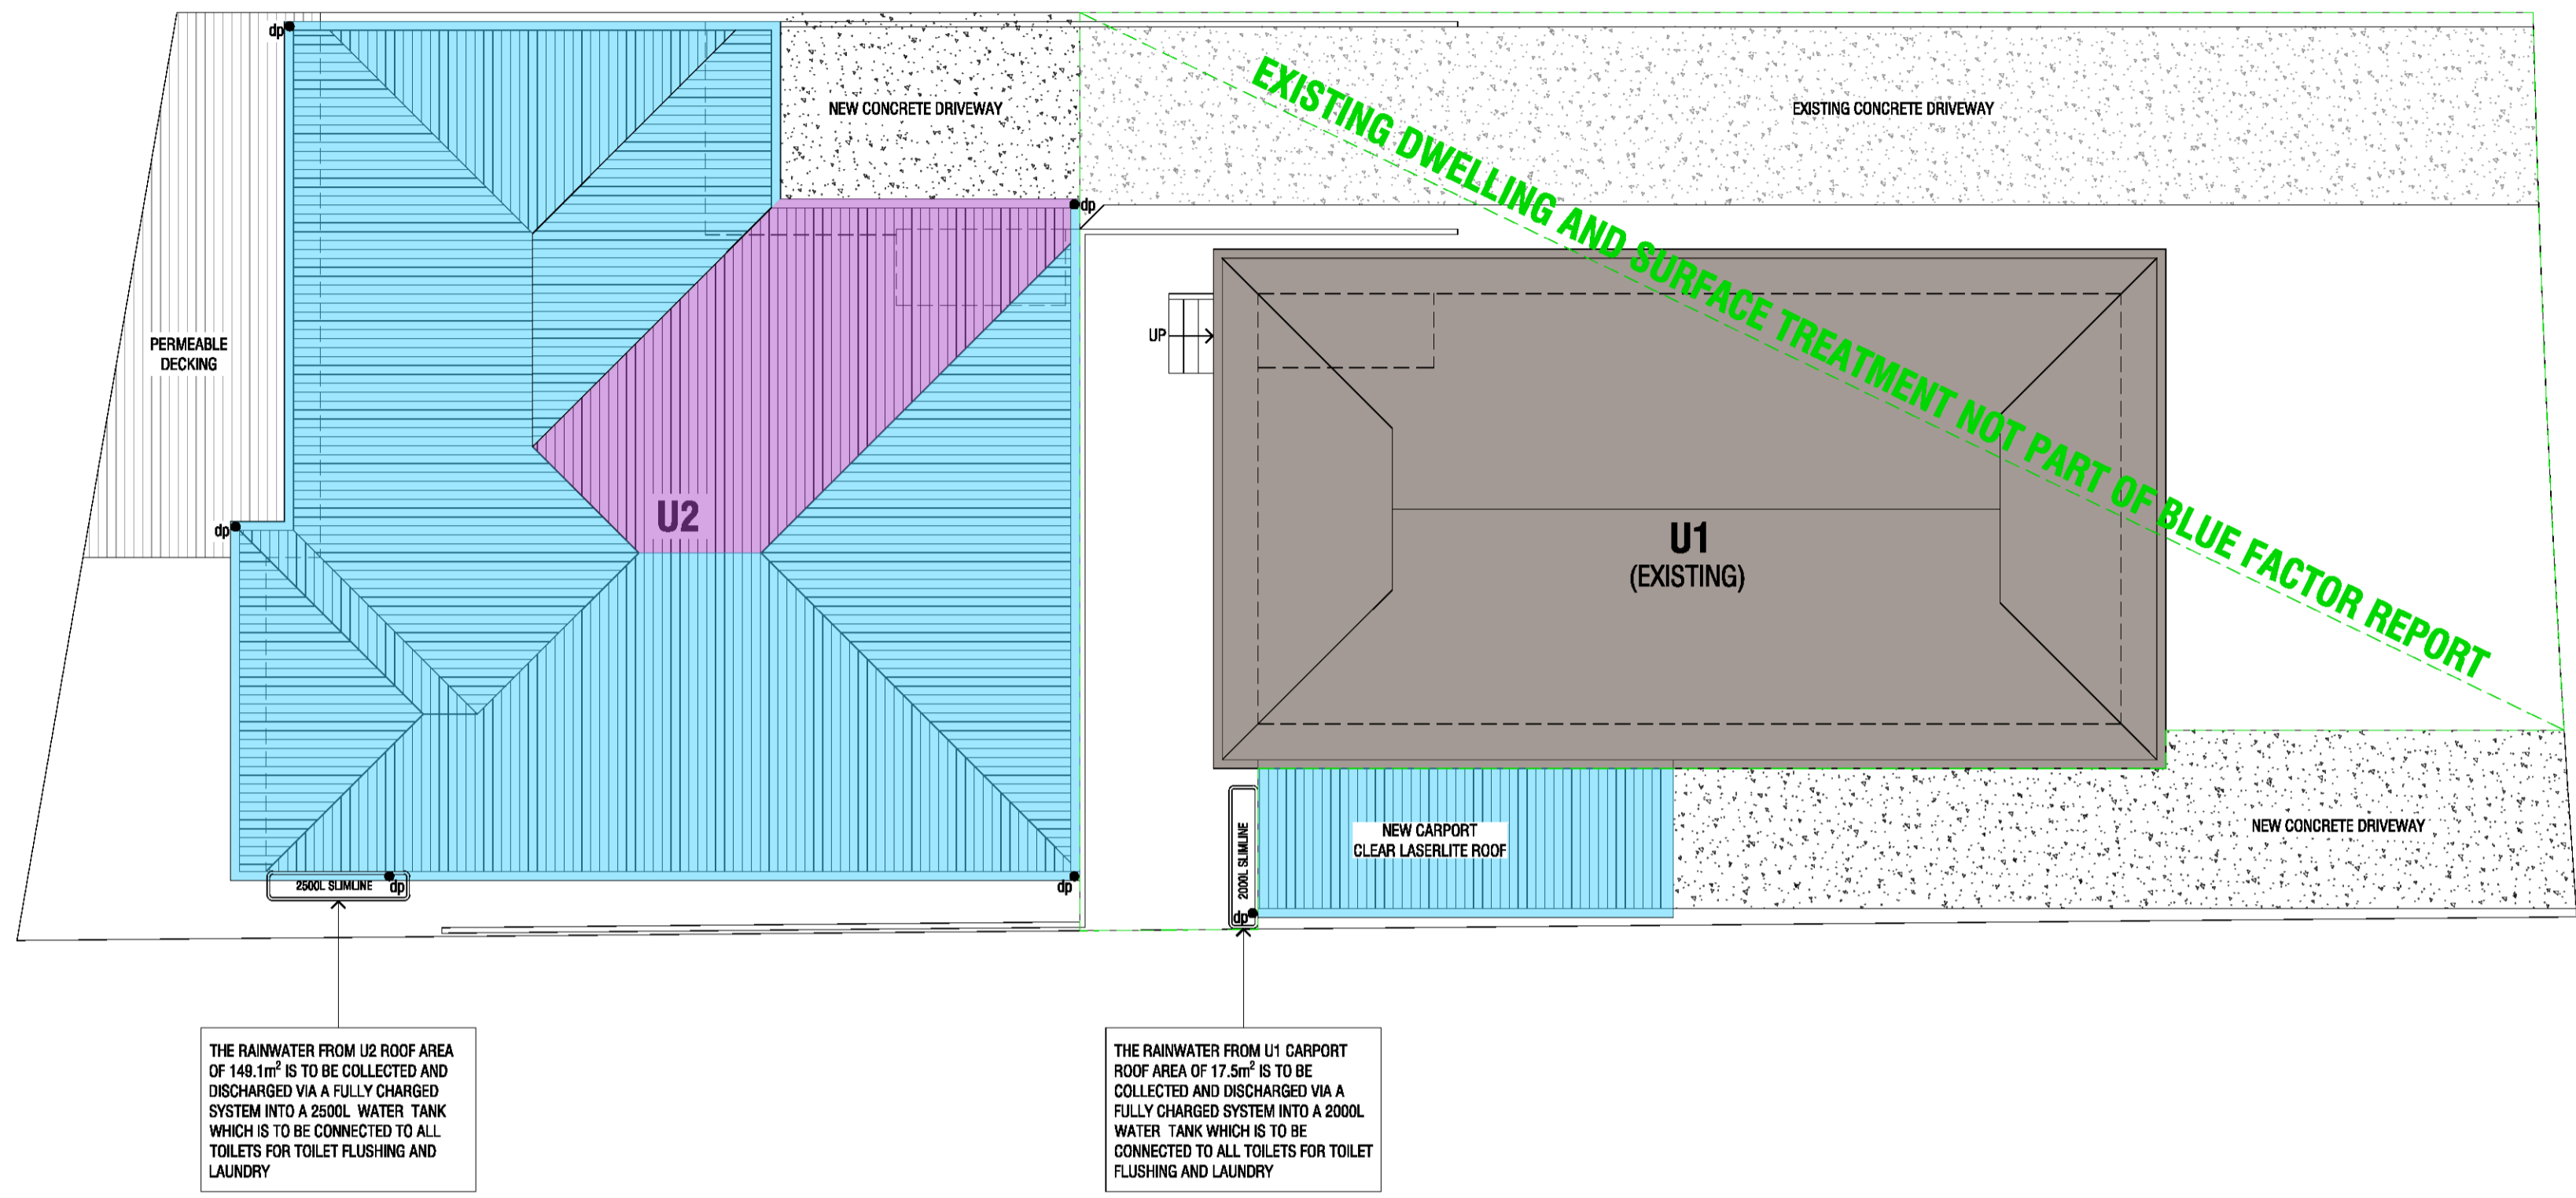 dp
NEW CONCRETE DRIVEWAY
EXISTING CONCRETE DRIVEWAY
EXISTING DWELLING AND SURFACE TREATMENT NOT PART OF BLUE FACTOR REPORT
dp
PERMEABLE
DECKING
UP
dp
U2
U1
(EXISTING)
NEW CARPORT
CLEAR LASERLITE ROOF
NEW CONCRETE DRIVEWAY
2500L SLIMLINE
dp
dp
2000L SLIMLINE
dp
THE RAINWATER FROM U2 ROOF AREA
OF 149.1m² IS TO BE COLLECTED AND
DISCHARGED VIA A FULLY CHARGED
SYSTEM INTO A 2500L WATER TANK
WHICH IS TO BE CONNECTED TO ALL
TOILETS FOR TOILET FLUSHING AND
LAUNDRY
THE RAINWATER FROM U1 CARPORT
ROOF AREA OF 17.5m² IS TO BE
COLLECTED AND DISCHARGED VIA A
FULLY CHARGED SYSTEM INTO A 2000L
WATER TANK WHICH IS TO BE
CONNECTED TO ALL TOILETS FOR TOILET
FLUSHING AND LAUNDRY